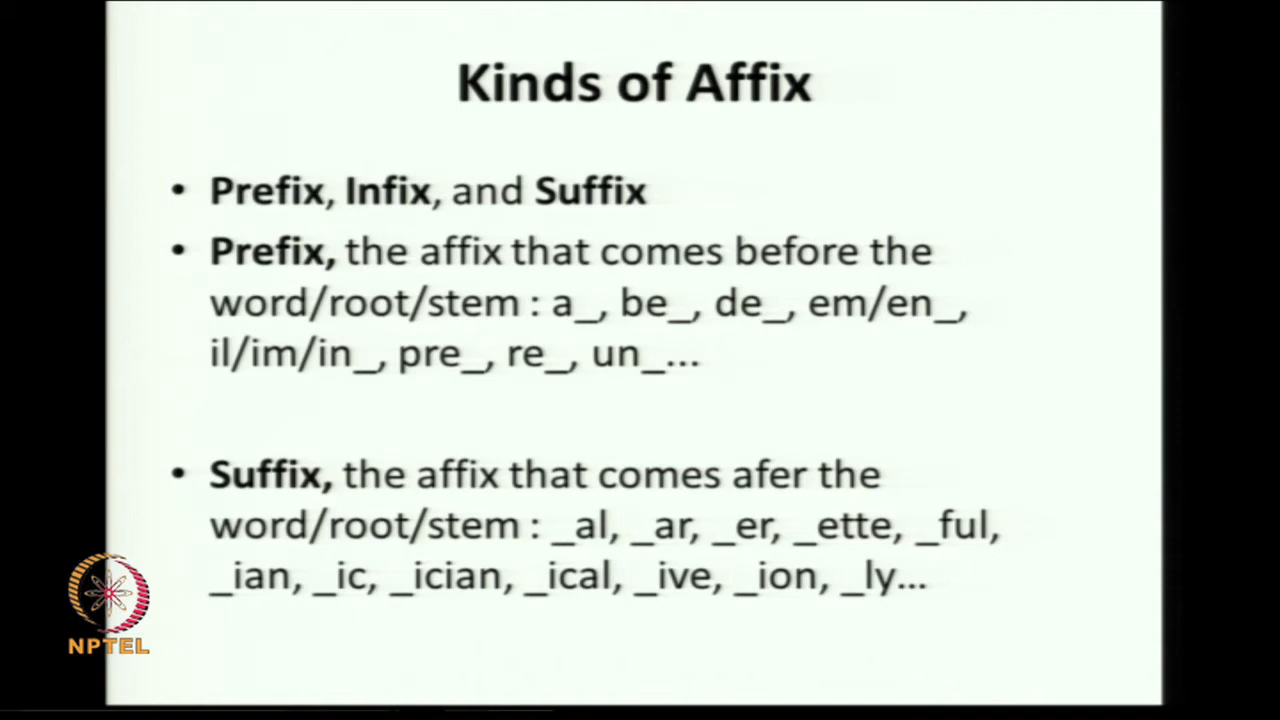 Kinds of Affix
• Prefix, Infix, and Suffix
• Prefix, the affix that comes before the
word/root/stem : a_, be_, de_, em/en_,
il/im/in_, pre_, re_, un_...
• Suffix, the affix that comes afer the
word/root/stem : _al, _ar, _er, _ette, _ful,
_ian, _ic, _ician, _ical, _ive, _ion, _ly...
NPTEL